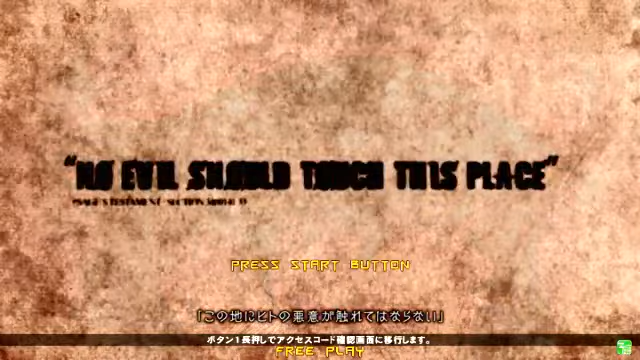 “NO EVIL SHOULD TOUCH THIS PLACE”
PRESS START BUTTON
「この地にヒトの悪意が触れてはならない」
ボタン1長押しでアクセスコード確認画面に移行します。
FREE PLAY